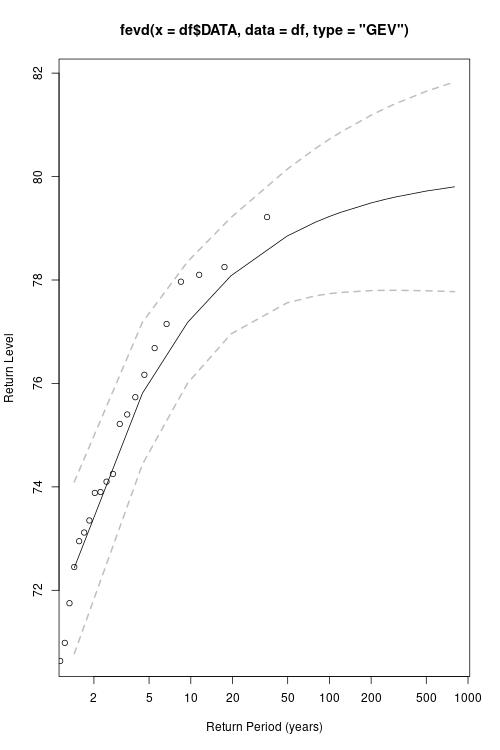 fevd(x = df$DATA, data = df, type = "GEV")
82
80
78
76
74
72
Return Level
2 5 10 20 50 100 200 500 1000
Return Period (years)